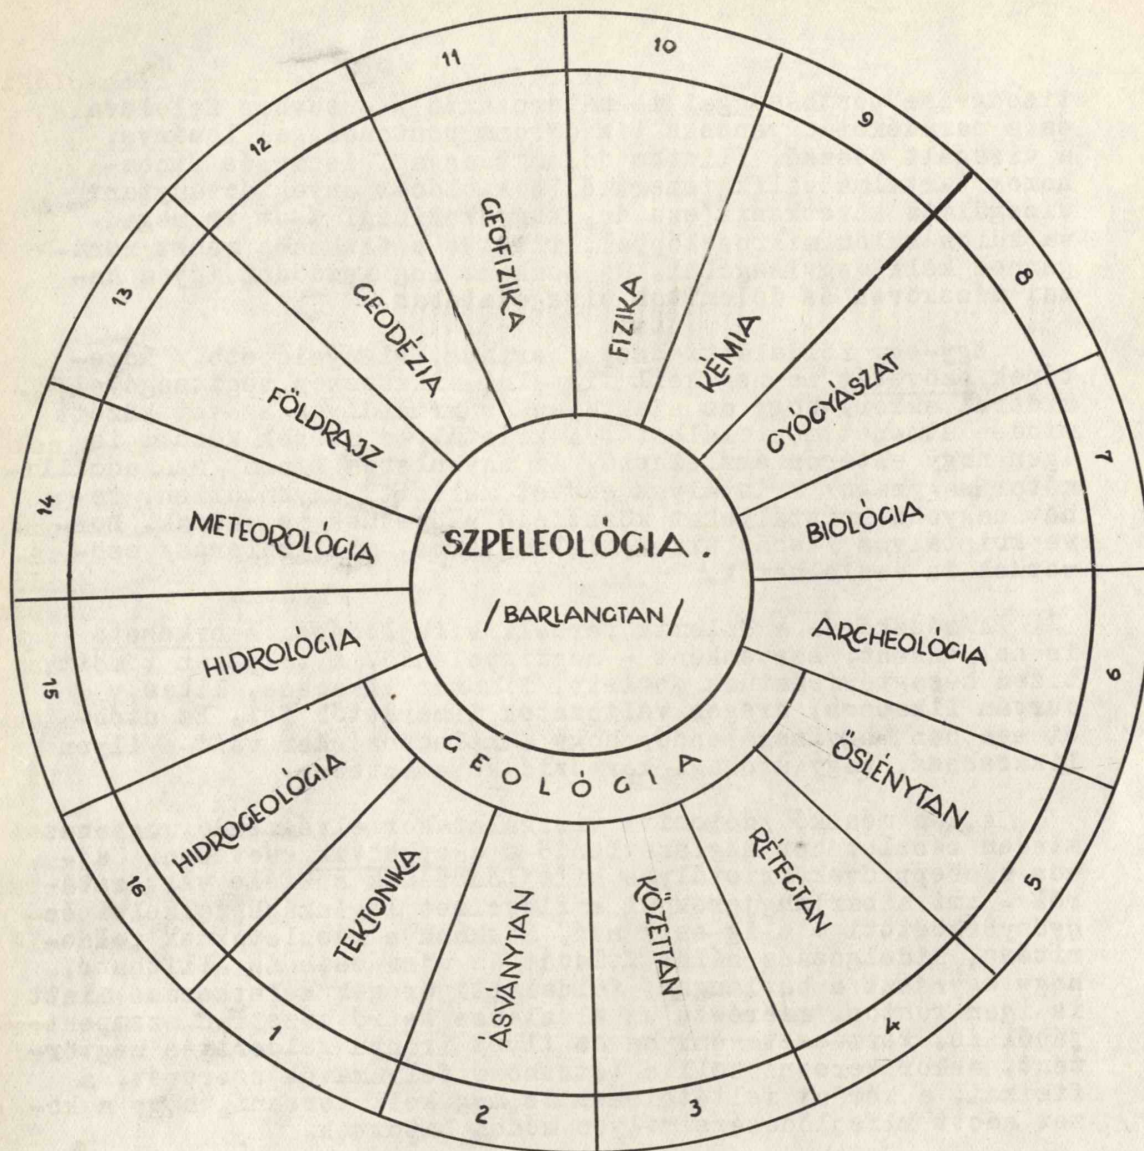 SZPELEOLÓGIA.
/BARLANGTAN/
GEOLÓGIA
1
TEKTONIKA
2
ÁSVÁNYTAN
3
KŐZETTAN
4
RÉTEGTAN
5
ŐSLÉNYTAN
6
ARCHEOLÓGIA
7
BIOLÓGIA
8
GYÓGYÁSZAT
9
KÉMIA
10
FIZIKA
11
GEOFIZIKA
12
GEODÉZIA
13
FÖLDRAJZ
14
METEOROLÓGIA
15
HIDROLÓGIA
16
HIDROGEOLÓGIA